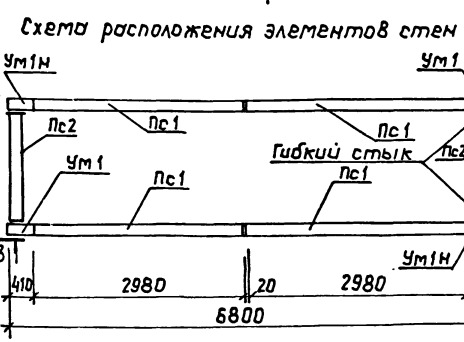 Схема расположения элементов стен
Ум1н
Ум1
Пс2
Пс1
Пс1
Гибкий стык
Пс2
Ум1
Пс1
Пс1
Ум1н
410
2980
20
2980
6800